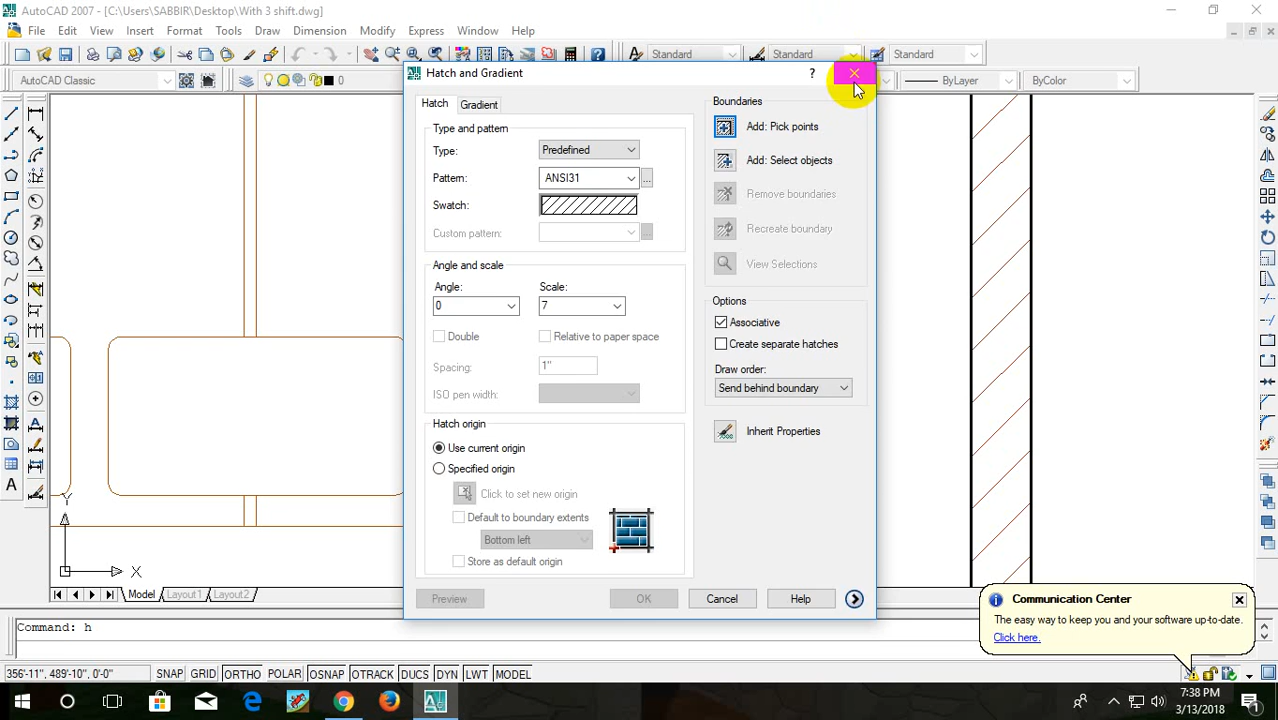 AutoCAD 2007 - [C:\Users\SABBIR\Desktop\With 3 shift.dwg]
File Edit View Insert Format Tools Draw Dimension Modify Express Window Help
Standard Standard Standard
AutoCAD Classic 0 ByLayer ByColor
Hatch and Gradient ?
Hatch Gradient
Type and pattern
Type: Predefined
Pattern: ANSI31 ...
Swatch:
Custom pattern: ...
Angle and scale
Angle: Scale:
0 7
Double Relative to paper space
Spacing: 1"
ISO pen width:
Hatch origin
Use current origin
Specified origin
Click to set new origin
Default to boundary extents
Bottom left
Store as default origin
Boundaries
Add: Pick points
Add: Select objects
Remove boundaries
Recreate boundary
View Selections
Options
Associative
Create separate hatches
Draw order:
Send behind boundary
Inherit Properties
Preview OK Cancel Help
Y
X
Model Layout1 Layout2
Command: h
Communication Center
The easy way to keep you and your software up-to-date.
Click here.
356'-11", 489'-10", 0'-0" SNAP GRID ORTHO POLAR OSNAP OTRACK DUCS DYN LWT MODEL
7:38 PM
3/13/2018
1